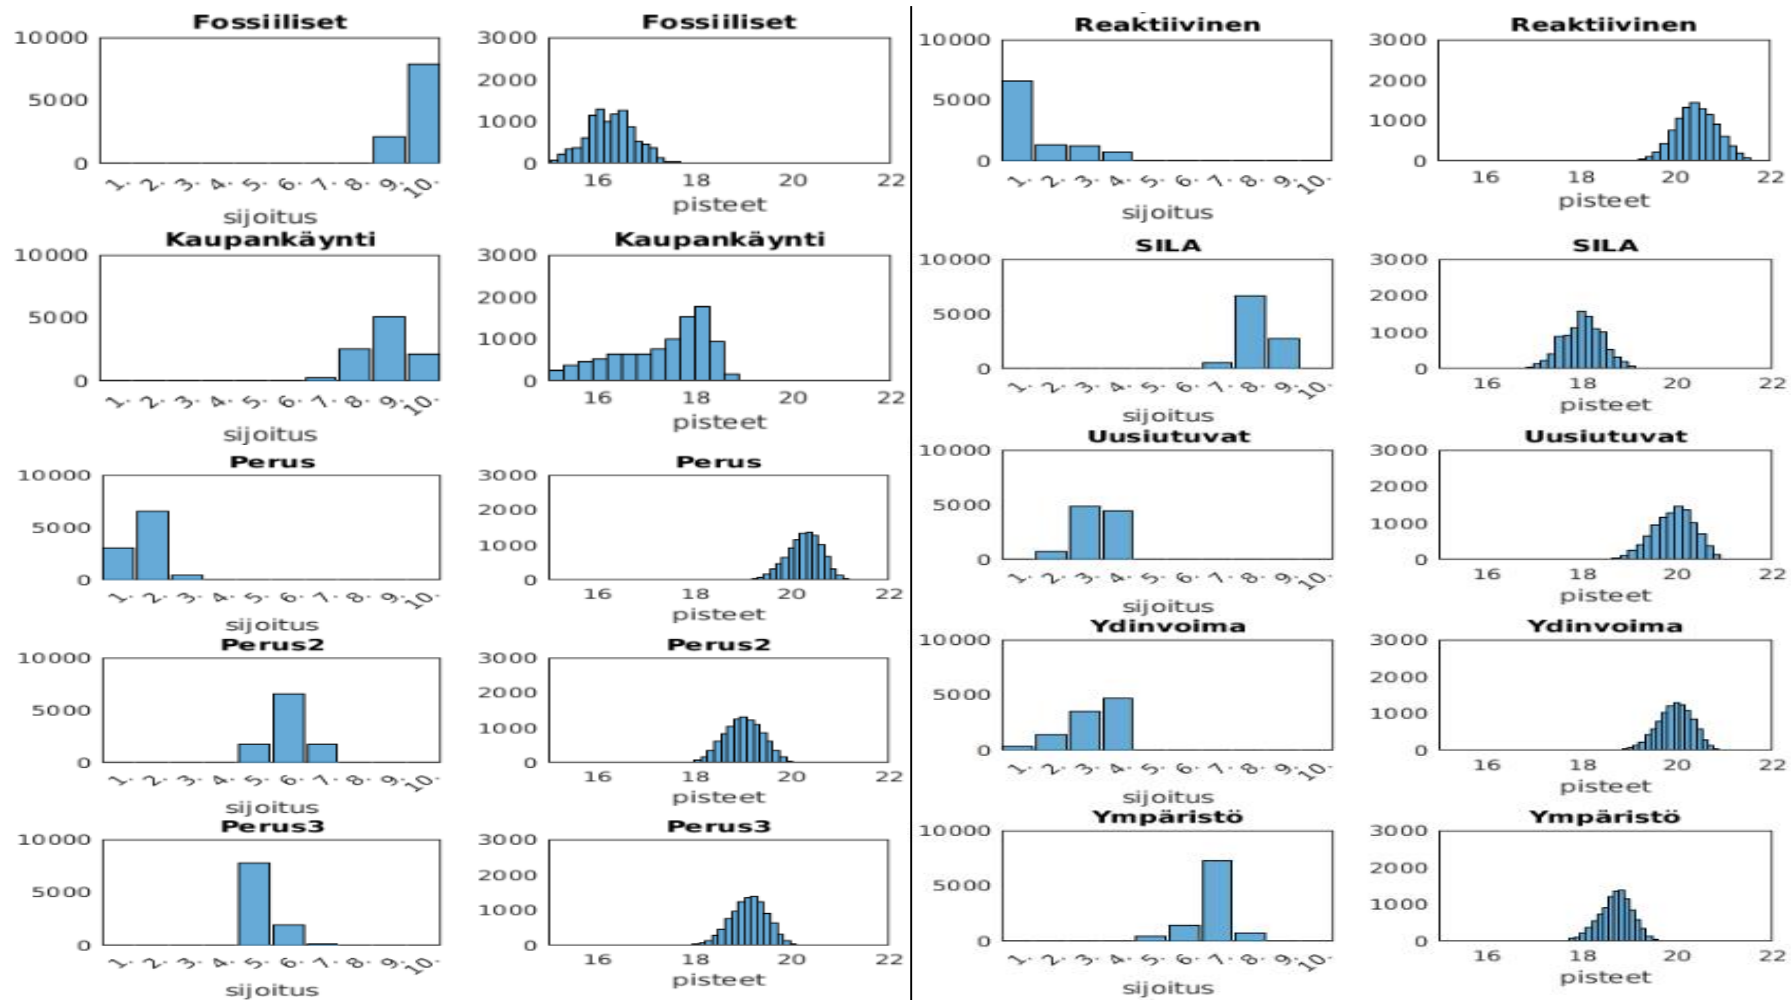 Fossiiliset
10000
5000
0
1. 2. 3. 4. 5. 6. 7. 8. 9. 10.
sijoitus
Fossiiliset
3000
2000
1000
0
16 18 20 22
pisteet
Kaupankäynti
10000
5000
0
1. 2. 3. 4. 5. 6. 7. 8. 9. 10.
sijoitus
Kaupankäynti
3000
2000
1000
0
16 18 20 22
pisteet
Perus
10000
5000
0
1. 2. 3. 4. 5. 6. 7. 8. 9. 10.
sijoitus
Perus
3000
2000
1000
0
16 18 20 22
pisteet
Perus2
10000
5000
0
1. 2. 3. 4. 5. 6. 7. 8. 9. 10.
sijoitus
Perus2
3000
2000
1000
0
16 18 20 22
pisteet
Perus3
10000
5000
0
1. 2. 3. 4. 5. 6. 7. 8. 9. 10.
sijoitus
Perus3
3000
2000
1000
0
16 18 20 22
pisteet
Reaktiivinen
10000
5000
0
1. 2. 3. 4. 5. 6. 7. 8. 9. 10.
sijoitus
Reaktiivinen
3000
2000
1000
0
16 18 20 22
pisteet
SILA
10000
5000
0
1. 2. 3. 4. 5. 6. 7. 8. 9. 10.
sijoitus
SILA
3000
2000
1000
0
16 18 20 22
pisteet
Uusiutuvat
10000
5000
0
1. 2. 3. 4. 5. 6. 7. 8. 9. 10.
sijoitus
Uusiutuvat
3000
2000
1000
0
16 18 20 22
pisteet
Ydinvoima
10000
5000
0
1. 2. 3. 4. 5. 6. 7. 8. 9. 10.
sijoitus
Ydinvoima
3000
2000
1000
0
16 18 20 22
pisteet
Ympäristö
10000
5000
0
1. 2. 3. 4. 5. 6. 7. 8. 9. 10.
sijoitus
Ympäristö
3000
2000
1000
0
16 18 20 22
pisteet